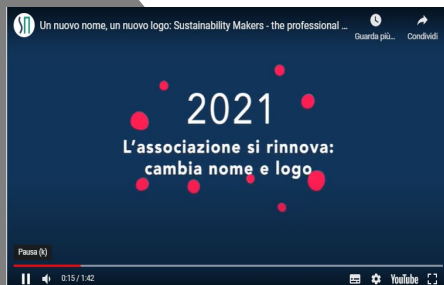 Un nuovo nome, un nuovo logo: Sustainability Makers - the professional ...
Guarda più...
Condividi
2021
L'associazione si rinnova:
cambia nome e logo
Pausa (k)
0:15 / 1:42
YouTube